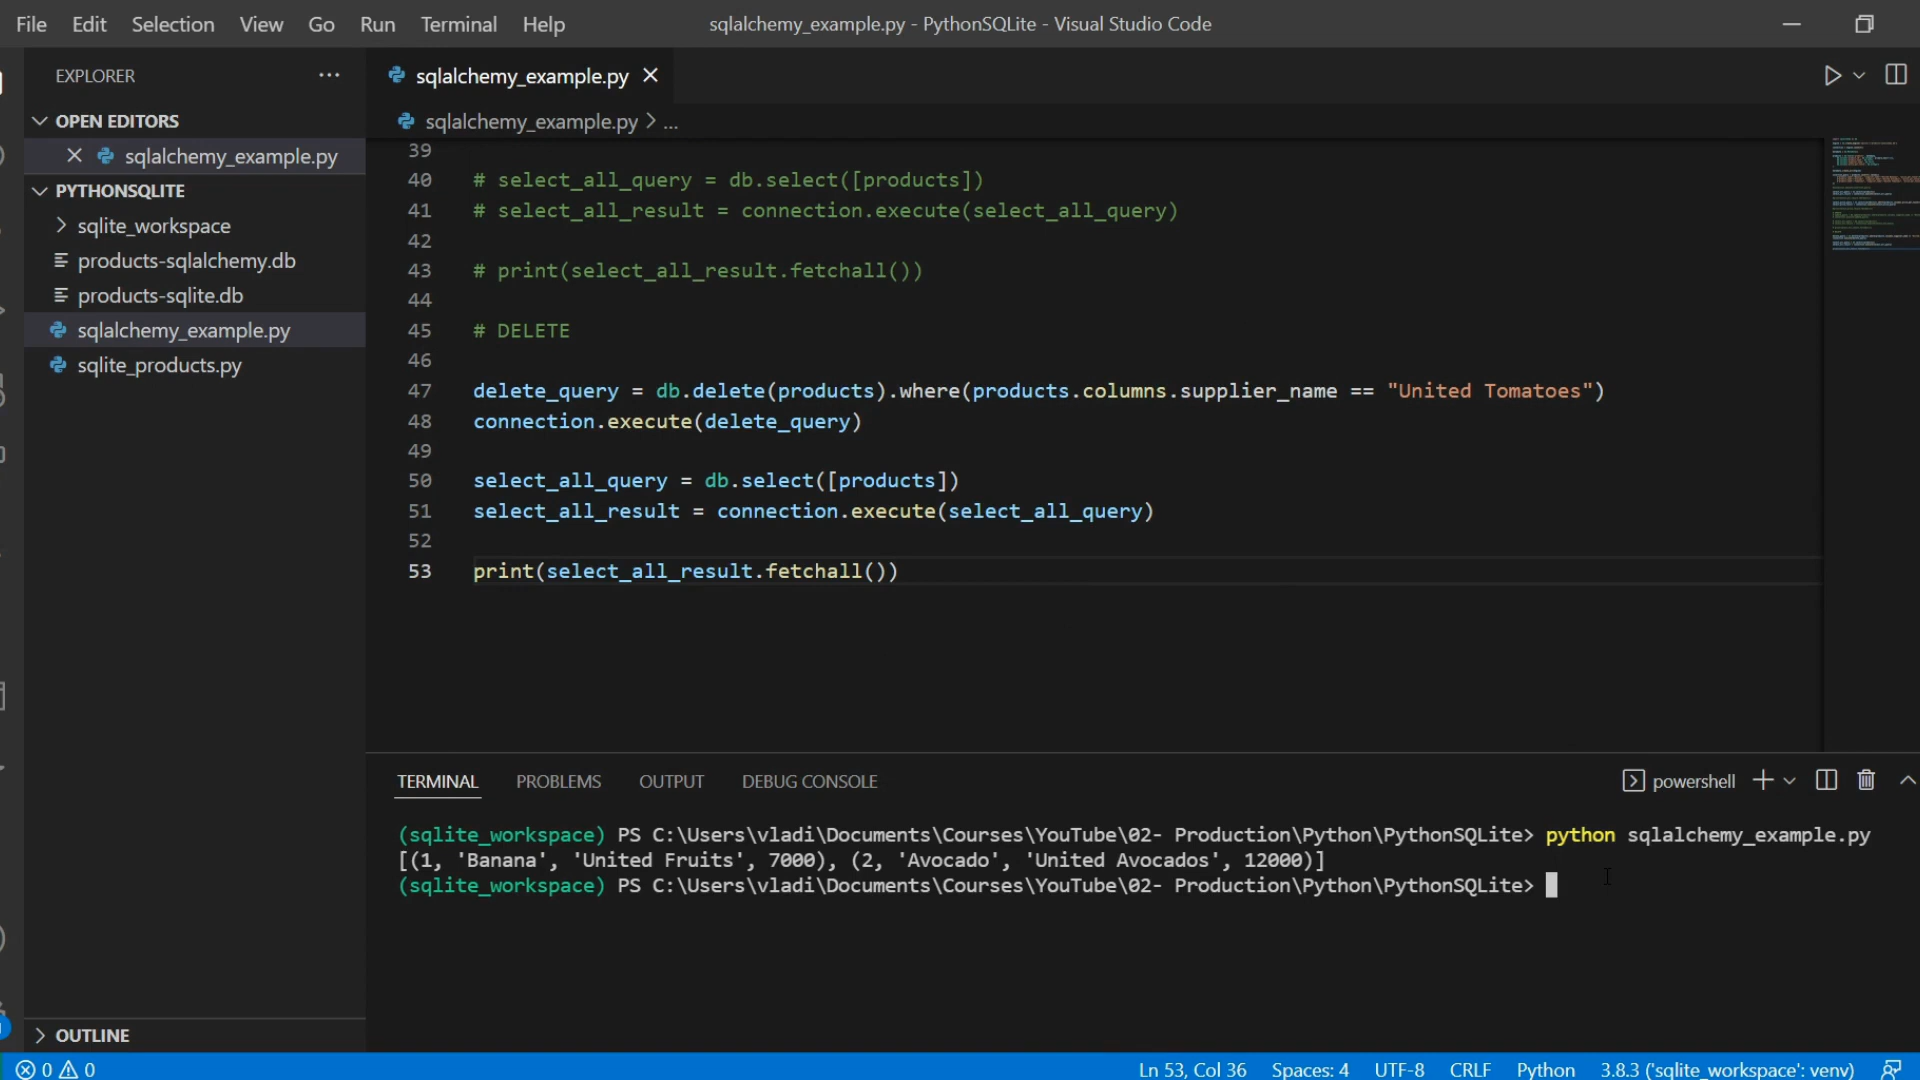 File Edit Selection View Go Run Terminal Help sqlalchemy_example.py - PythonSQLite - Visual Studio Code
EXPLORER ...
sqlalchemy_example.py
OPEN EDITORS
sqlalchemy_example.py > ...
sqlalchemy_example.py
PYTHONSQLITE
sqlite_workspace
products-sqlalchemy.db
products-sqlite.db
sqlalchemy_example.py
sqlite_products.py
39
40 # select_all_query = db.select([products])
41 # select_all_result = connection.execute(select_all_query)
42
43 # print(select_all_result.fetchall())
44
45 # DELETE
46
47 delete_query = db.delete(products).where(products.columns.supplier_name == "United Tomatoes")
48 connection.execute(delete_query)
49
50 select_all_query = db.select([products])
51 select_all_result = connection.execute(select_all_query)
52
53 print(select_all_result.fetchall())
TERMINAL PROBLEMS OUTPUT DEBUG CONSOLE powershell
(sqlite_workspace) PS C:\Users\vladi\Documents\Courses\YouTube\02- Production\Python\PythonSQLite> python sqlalchemy_example.py
[(1, 'Banana', 'United Fruits', 7000), (2, 'Avocado', 'United Avocados', 12000)]
(sqlite_workspace) PS C:\Users\vladi\Documents\Courses\YouTube\02- Production\Python\PythonSQLite>
OUTLINE
0 0 Ln 53, Col 36 Spaces: 4 UTF-8 CRLF Python 3.8.3 ('sqlite_workspace': venv)